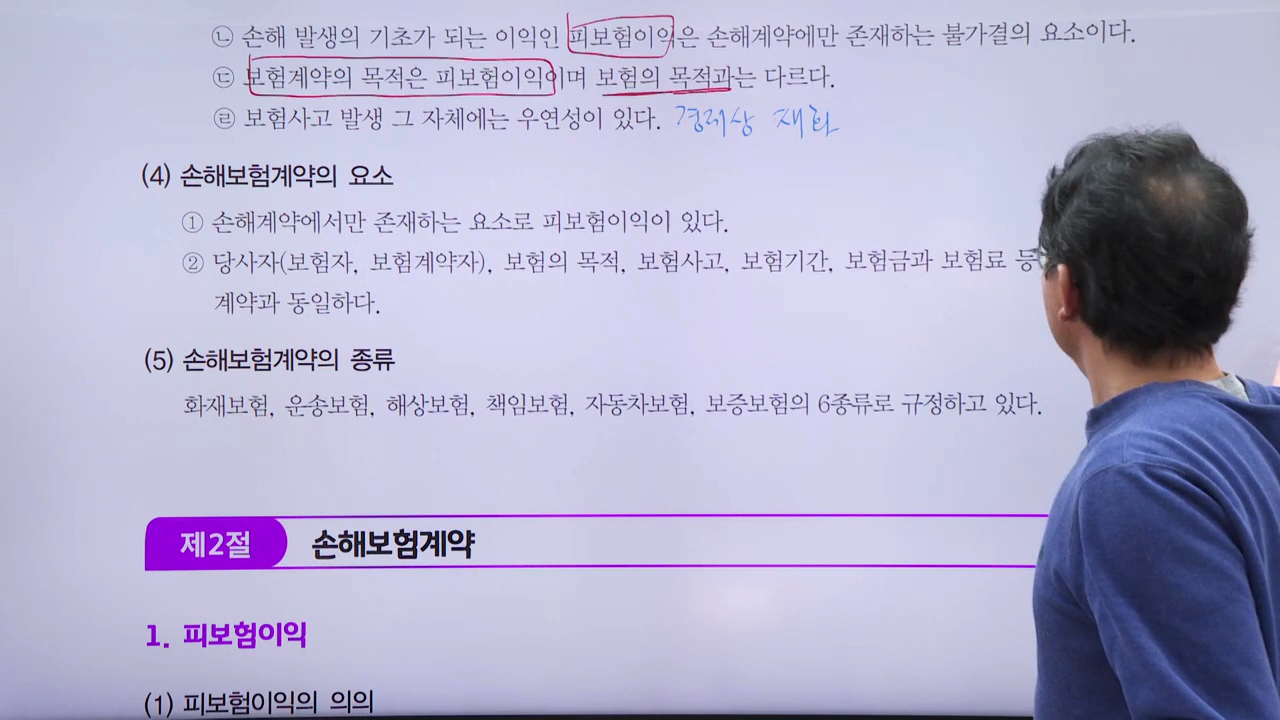 ㉡ 손해 발생의 기초가 되는 이익인 피보험이익은 손해계약에만 존재하는 불가결의 요소이다.
㉢ 보험계약의 목적은 피보험이익이며 보험의 목적과는 다르다.
㉣ 보험사고 발생 그 자체에는 우연성이 있다. 경제상 재화
(4) 손해보험계약의 요소
① 손해계약에서만 존재하는 요소로 피보험이익이 있다.
② 당사자(보험자, 보험계약자), 보험의 목적, 보험사고, 보험기간, 보험금과 보험료 등
계약과 동일하다.
(5) 손해보험계약의 종류
화재보험, 운송보험, 해상보험, 책임보험, 자동차보험, 보증보험의 6종류로 규정하고 있다.
제2절 손해보험계약
1. 피보험이익
(1) 피보험이익의 의의